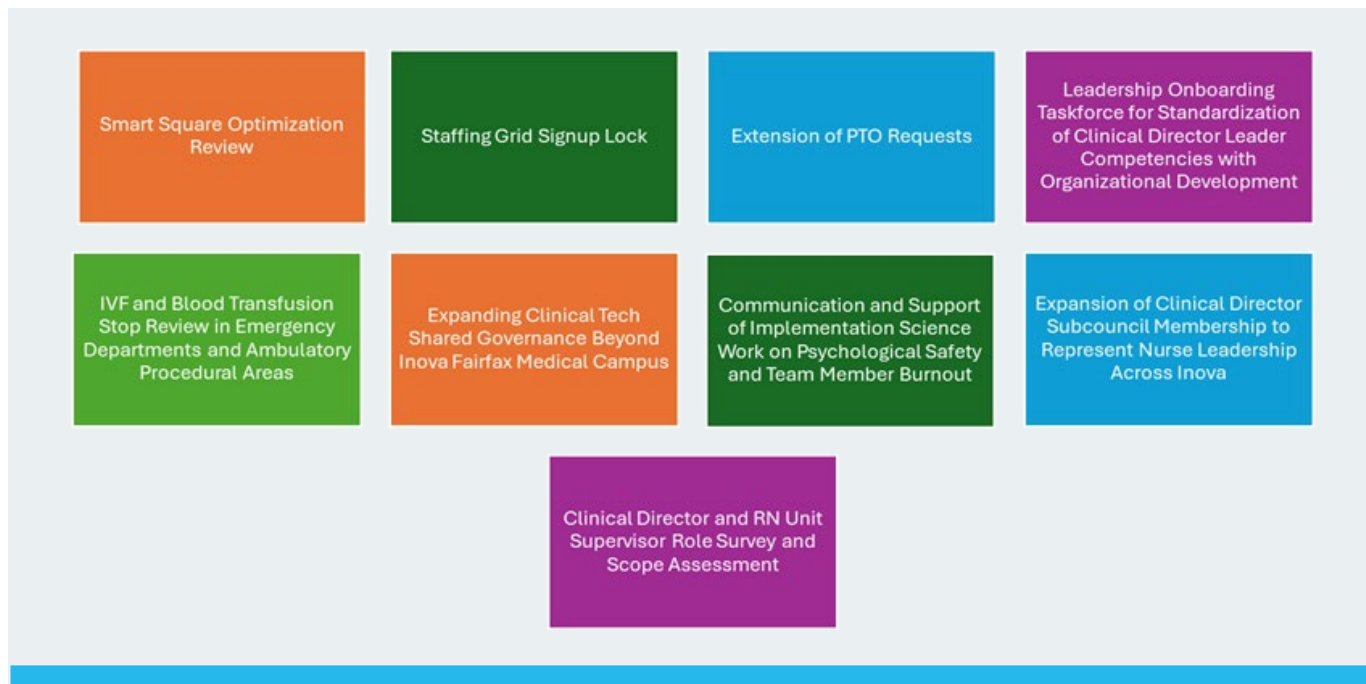 Smart Square Optimization
Review
Staffing Grid Signup Lock
Extension of PTO Requests
Leadership Onboarding
Taskforce for Standardization
of Clinical Director Leader
Competencies with
Organizational Development
IVF and Blood Transfusion
Stop Review in Emergency
Departments and Ambulatory
Procedural Areas
Expanding Clinical Tech
Shared Governance Beyond
Inova Fairfax Medical Campus
Communication and Support
of Implementation Science
Work on Psychological Safety
and Team Member Burnout
Expansion of Clinical Director
Subcouncil Membership to
Represent Nurse Leadership
Across Inova
Clinical Director and RN Unit
Supervisor Role Survey and
Scope Assessment